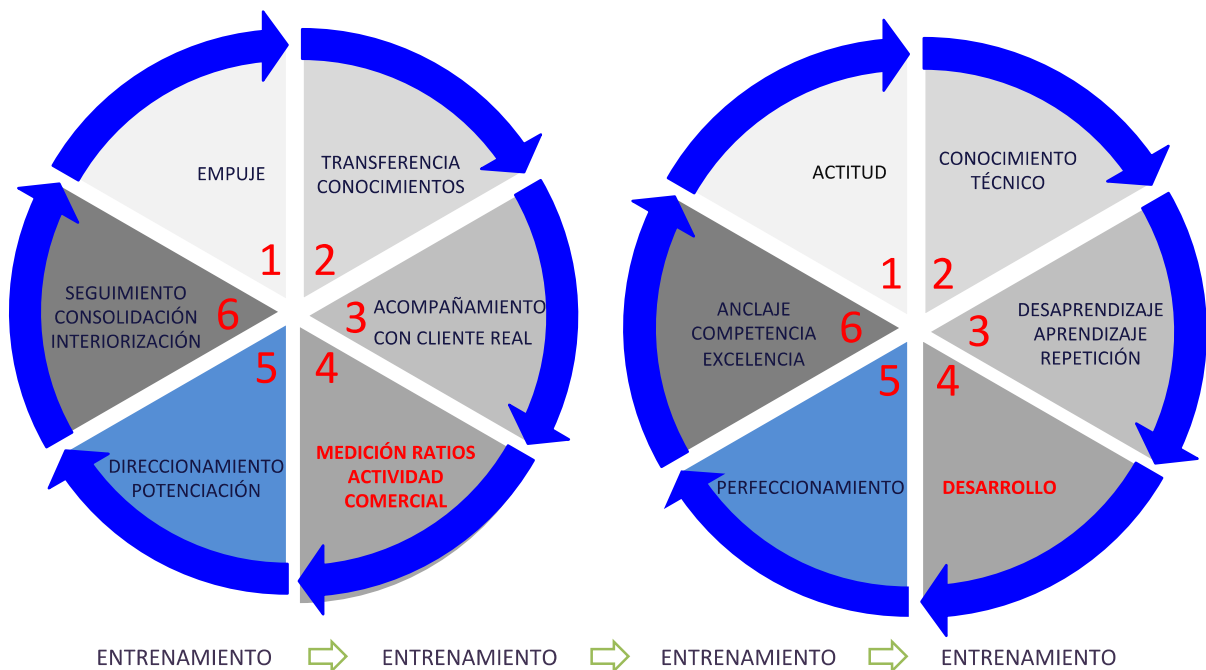 EMPUJE
1
TRANSFERENCIA
CONOCIMIENTOS
2
3
ACOMPAÑAMIENTO
CON CLIENTE REAL
4
MEDICIÓN RATIOS
ACTIVIDAD
COMERCIAL
5
DIRECCIONAMIENTO
POTENCIACIÓN
SEGUIMIENTO
CONSOLIDACIÓN
INTERIORIZACIÓN
6
ACTITUD
1
CONOCIMIENTO
TÉCNICO
2
3
DESAPRENDIZAJE
APRENDIZAJE
REPETICIÓN
4
DESARROLLO
5
PERFECCIONAMIENTO
ANCLAJE
COMPETENCIA
EXCELENCIA
6
ENTRENAMIENTO ENTRENAMIENTO ENTRENAMIENTO ENTRENAMIENTO